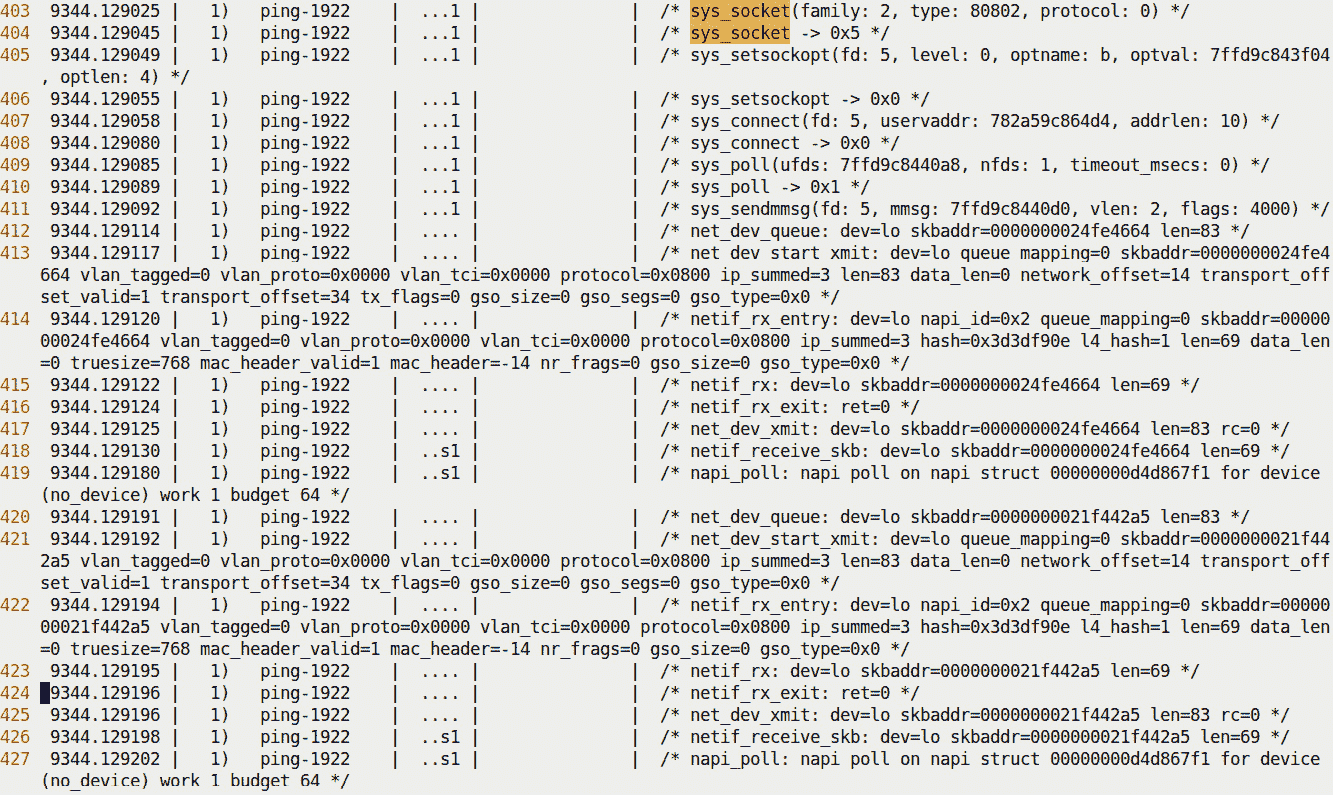 403 9344.129025 | 1) ping-1922 | ...1 | | /* sys_socket(family: 2, type: 80802, protocol: 0) */
404 9344.129045 | 1) ping-1922 | ...1 | | /* sys_socket -> 0x5 */
405 9344.129049 | 1) ping-1922 | ...1 | | /* sys_setsockopt(fd: 5, level: 0, optname: b, optval: 7ffd9c843f04
, optlen: 4) */
406 9344.129055 | 1) ping-1922 | ...1 | | /* sys_setsockopt -> 0x0 */
407 9344.129058 | 1) ping-1922 | ...1 | | /* sys_connect(fd: 5, uservaddr: 782a59c864d4, addrlen: 10) */
408 9344.129080 | 1) ping-1922 | ...1 | | /* sys_connect -> 0x0 */
409 9344.129085 | 1) ping-1922 | ...1 | | /* sys_poll(ufds: 7ffd9c8440a8, nfds: 1, timeout_msecs: 0) */
410 9344.129089 | 1) ping-1922 | ...1 | | /* sys_poll -> 0x1 */
411 9344.129092 | 1) ping-1922 | ...1 | | /* sys_sendmmsg(fd: 5, mmsg: 7ffd9c8440d0, vlen: 2, flags: 4000) */
412 9344.129114 | 1) ping-1922 | .... | | /* net_dev_queue: dev=lo skbaddr=0000000024fe4664 len=83 */
413 9344.129117 | 1) ping-1922 | .... | | /* net dev start xmit: dev=lo queue mapping=0 skbaddr=0000000024fe4
664 vlan_tagged=0 vlan_proto=0x0000 vlan_tci=0x0000 protocol=0x0800 ip_summed=3 len=83 data_len=0 network_offset=14 transport_off
set_valid=1 transport_offset=34 tx_flags=0 gso_size=0 gso_segs=0 gso_type=0x0 */
414 9344.129120 | 1) ping-1922 | .... | | /* netif_rx_entry: dev=lo napi_id=0x2 queue_mapping=0 skbaddr=00000
00024fe4664 vlan_tagged=0 vlan_proto=0x0000 vlan_tci=0x0000 protocol=0x0800 ip_summed=3 hash=0x3d3df90e l4_hash=1 len=69 data_len
=0 truesize=768 mac_header_valid=1 mac_header=-14 nr_frags=0 gso_size=0 gso_type=0x0 */
415 9344.129122 | 1) ping-1922 | .... | | /* netif_rx: dev=lo skbaddr=0000000024fe4664 len=69 */
416 9344.129124 | 1) ping-1922 | .... | | /* netif_rx_exit: ret=0 */
417 9344.129125 | 1) ping-1922 | .... | | /* net_dev_xmit: dev=lo skbaddr=0000000024fe4664 len=83 rc=0 */
418 9344.129130 | 1) ping-1922 | ..s1 | | /* netif_receive_skb: dev=lo skbaddr=0000000024fe4664 len=69 */
419 9344.129180 | 1) ping-1922 | ..s1 | | /* napi_poll: napi poll on napi struct 00000000d4d867f1 for device
(no_device) work 1 budget 64 */
420 9344.129191 | 1) ping-1922 | .... | | /* net_dev_queue: dev=lo skbaddr=0000000021f442a5 len=83 */
421 9344.129192 | 1) ping-1922 | .... | | /* net_dev_start_xmit: dev=lo queue_mapping=0 skbaddr=0000000021f44
2a5 vlan_tagged=0 vlan_proto=0x0000 vlan_tci=0x0000 protocol=0x0800 ip_summed=3 len=83 data_len=0 network_offset=14 transport_off
set_valid=1 transport_offset=34 tx_flags=0 gso_size=0 gso_segs=0 gso_type=0x0 */
422 9344.129194 | 1) ping-1922 | .... | | /* netif_rx_entry: dev=lo napi_id=0x2 queue_mapping=0 skbaddr=00000
00021f442a5 vlan_tagged=0 vlan_proto=0x0000 vlan_tci=0x0000 protocol=0x0800 ip_summed=3 hash=0x3d3df90e l4_hash=1 len=69 data_len
=0 truesize=768 mac_header_valid=1 mac_header=-14 nr_frags=0 gso_size=0 gso_type=0x0 */
423 9344.129195 | 1) ping-1922 | .... | | /* netif_rx: dev=lo skbaddr=0000000021f442a5 len=69 */
424 9344.129196 | 1) ping-1922 | .... | | /* netif_rx_exit: ret=0 */
425 9344.129196 | 1) ping-1922 | .... | | /* net_dev_xmit: dev=lo skbaddr=0000000021f442a5 len=83 rc=0 */
426 9344.129198 | 1) ping-1922 | ..s1 | | /* netif_receive_skb: dev=lo skbaddr=0000000021f442a5 len=69 */
427 9344.129202 | 1) ping-1922 | ..s1 | | /* napi_poll: napi poll on napi struct 00000000d4d867f1 for device
(no_device) work 1 budget 64 */